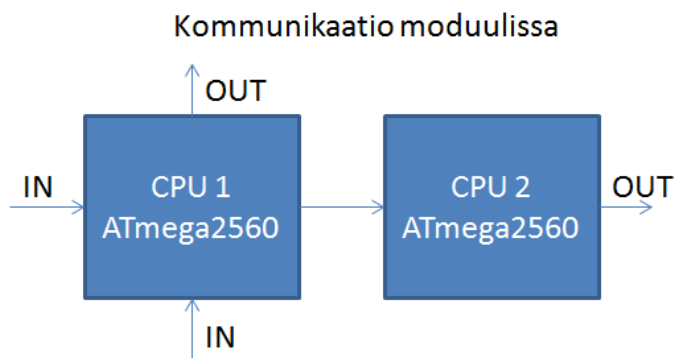 Kommunikaatio moduulissa
OUT
IN
CPU 1
ATmega2560
CPU 2
ATmega2560
OUT
IN